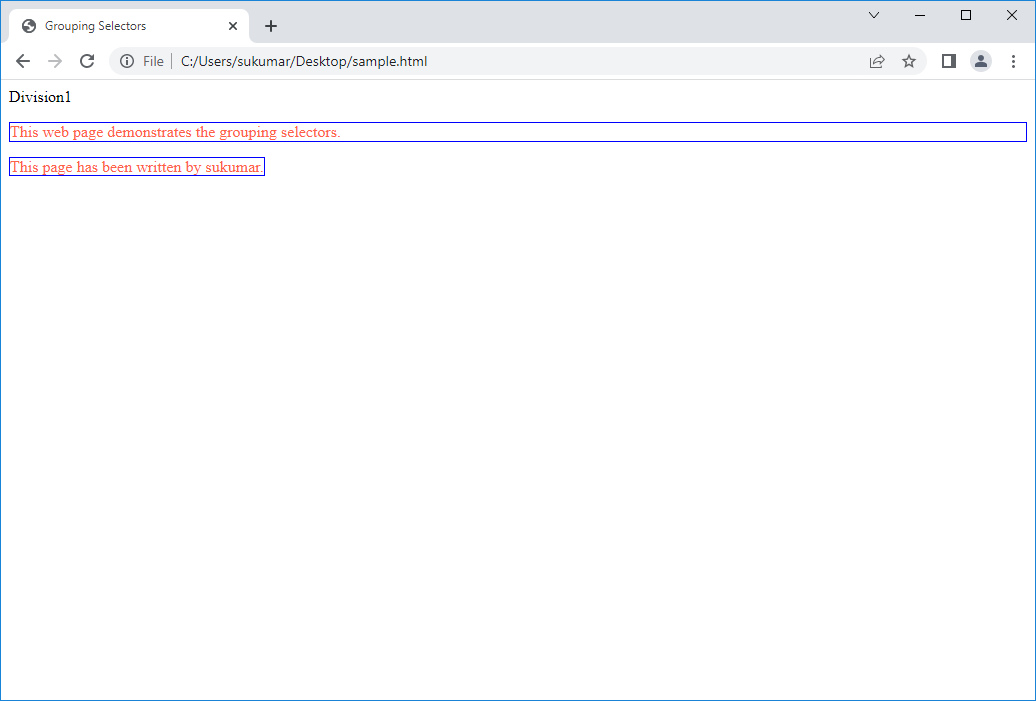 Grouping Selectors
File
C:/Users/sukumar/Desktop/sample.html
Division1
This web page demonstrates the grouping selectors.
This page has been written by sukumar.